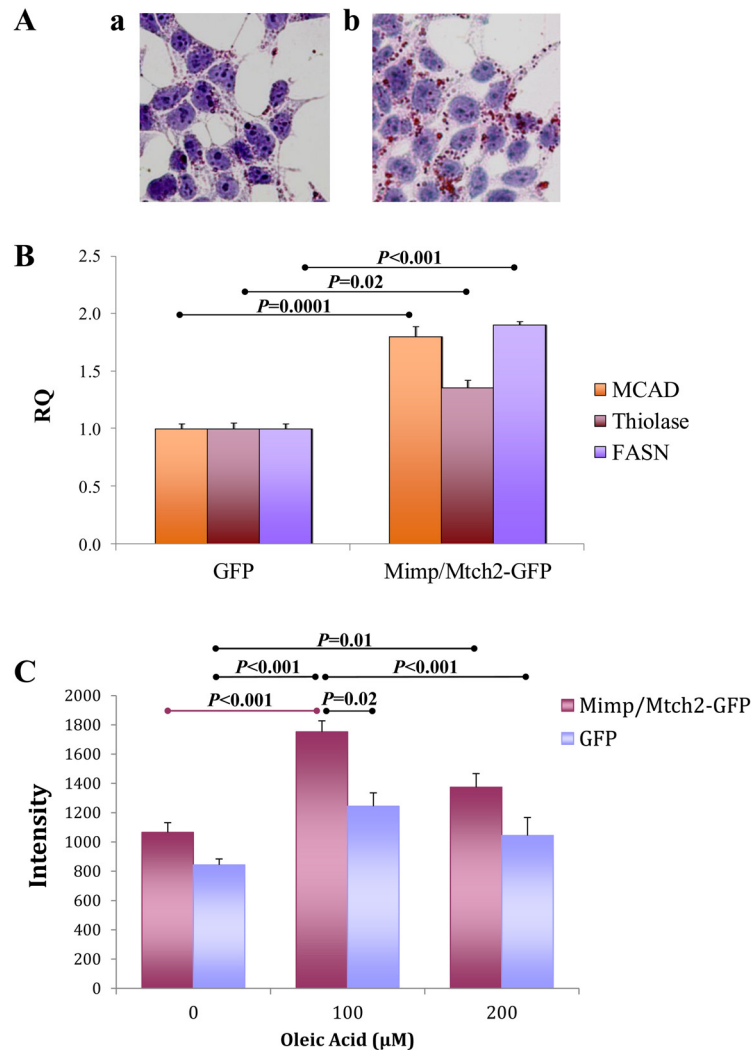 A a b
B
2.5
2.0
1.5
1.0
0.5
0.0
RQ
P<0.001
P=0.02
P=0.0001
MCAD
Thiolase
FASN
GFP Mimp/Mtch2-GFP
C
P=0.01
P<0.001 P<0.001
P<0.001 P=0.02
2000
1800
1600
1400
1200
1000
800
600
400
200
0
Intensity
Mimp/Mtch2-GFP
GFP
0 100 200
Oleic Acid (µM)